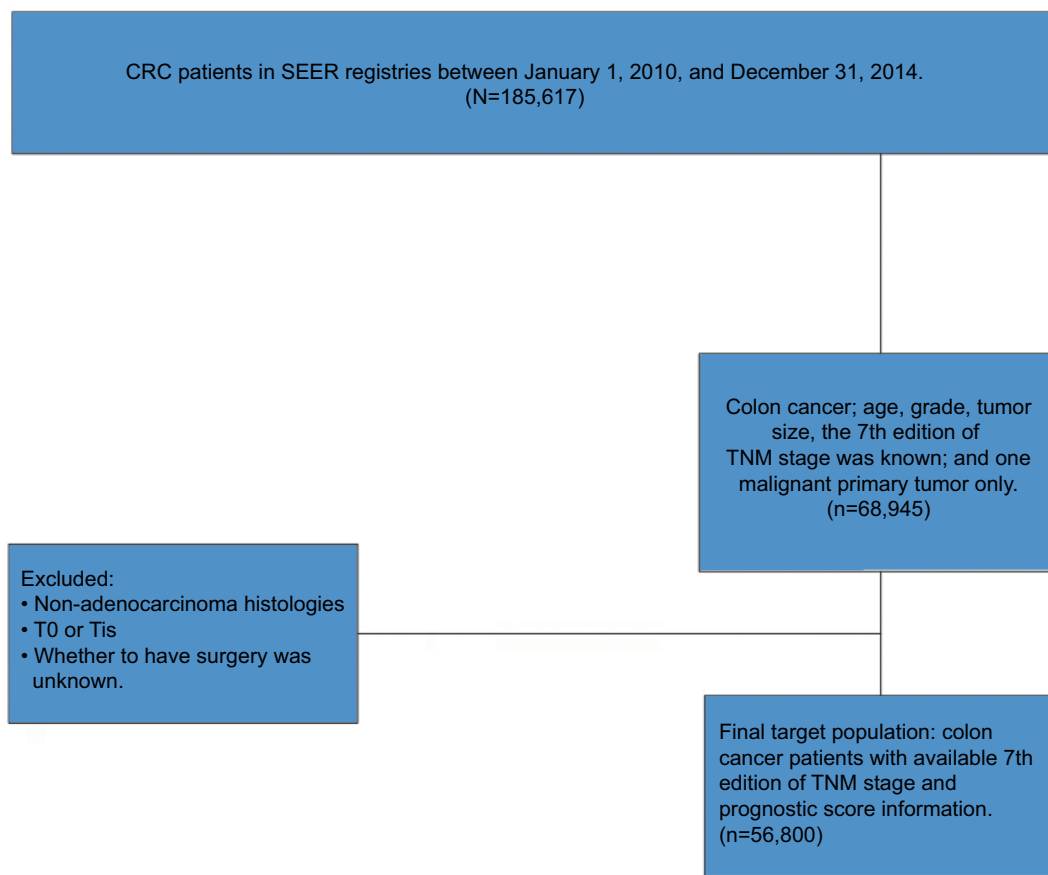 CRC patients in SEER registries between January 1, 2010, and December 31, 2014.
(N=185,617)
Colon cancer; age, grade, tumor
size, the 7th edition of
TNM stage was known; and one
malignant primary tumor only.
(n=68,945)
Excluded:
• Non-adenocarcinoma histologies
• T0 or Tis
• Whether to have surgery was
unknown.
Final target population: colon
cancer patients with available 7th
edition of TNM stage and
prognostic score information.
(n=56,800)